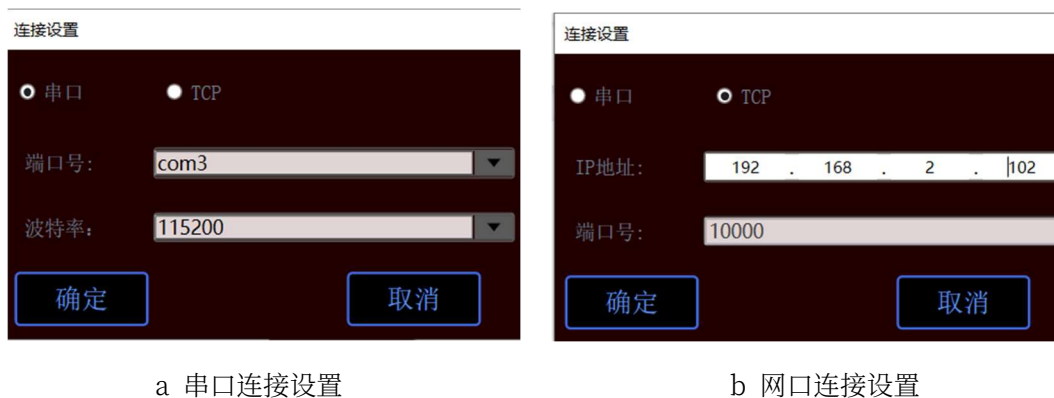 连接设置
串口 TCP
端口号: com3
波特率: 115200
确定 取消
连接设置
串口 TCP
IP地址: 192 . 168 . 2 . 102
端口号: 10000
确定 取消
a 串口连接设置
b 网口连接设置